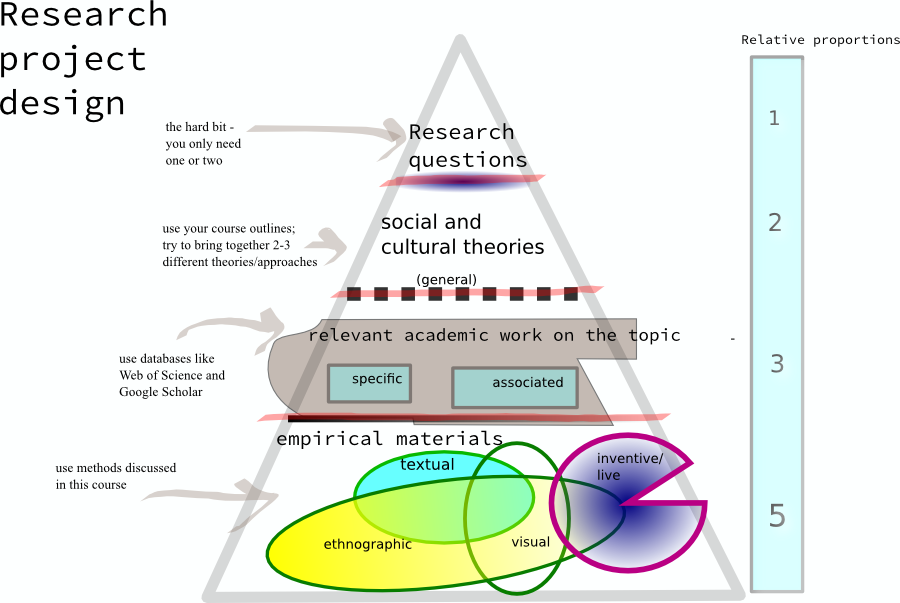 Research
project
design
Relative proportions
the hard bit -
you only need
one or two
Research
questions
1
use your course outlines;
try to bring together 2-3
different theories/approaches
social and
cultural theories
(general)
2
use databases like
Web of Science and
Google Scholar
relevant academic work on the topic
-
specific
associated
3
use methods discussed
in this course
empirical materials
textual
ethnographic
visual
inventive/
live
5